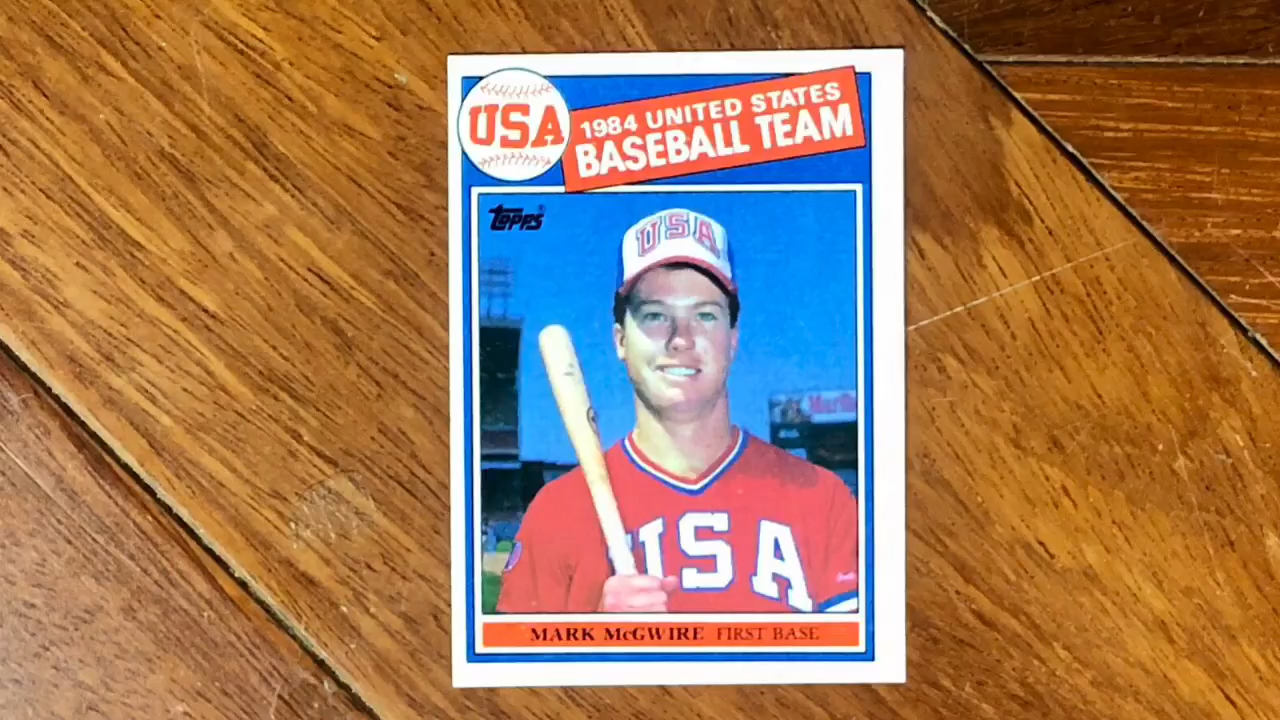 USA
1984 UNITED STATES
BASEBALL TEAM
Topps
USA
USA
MARK McGWIRE FIRST BASE